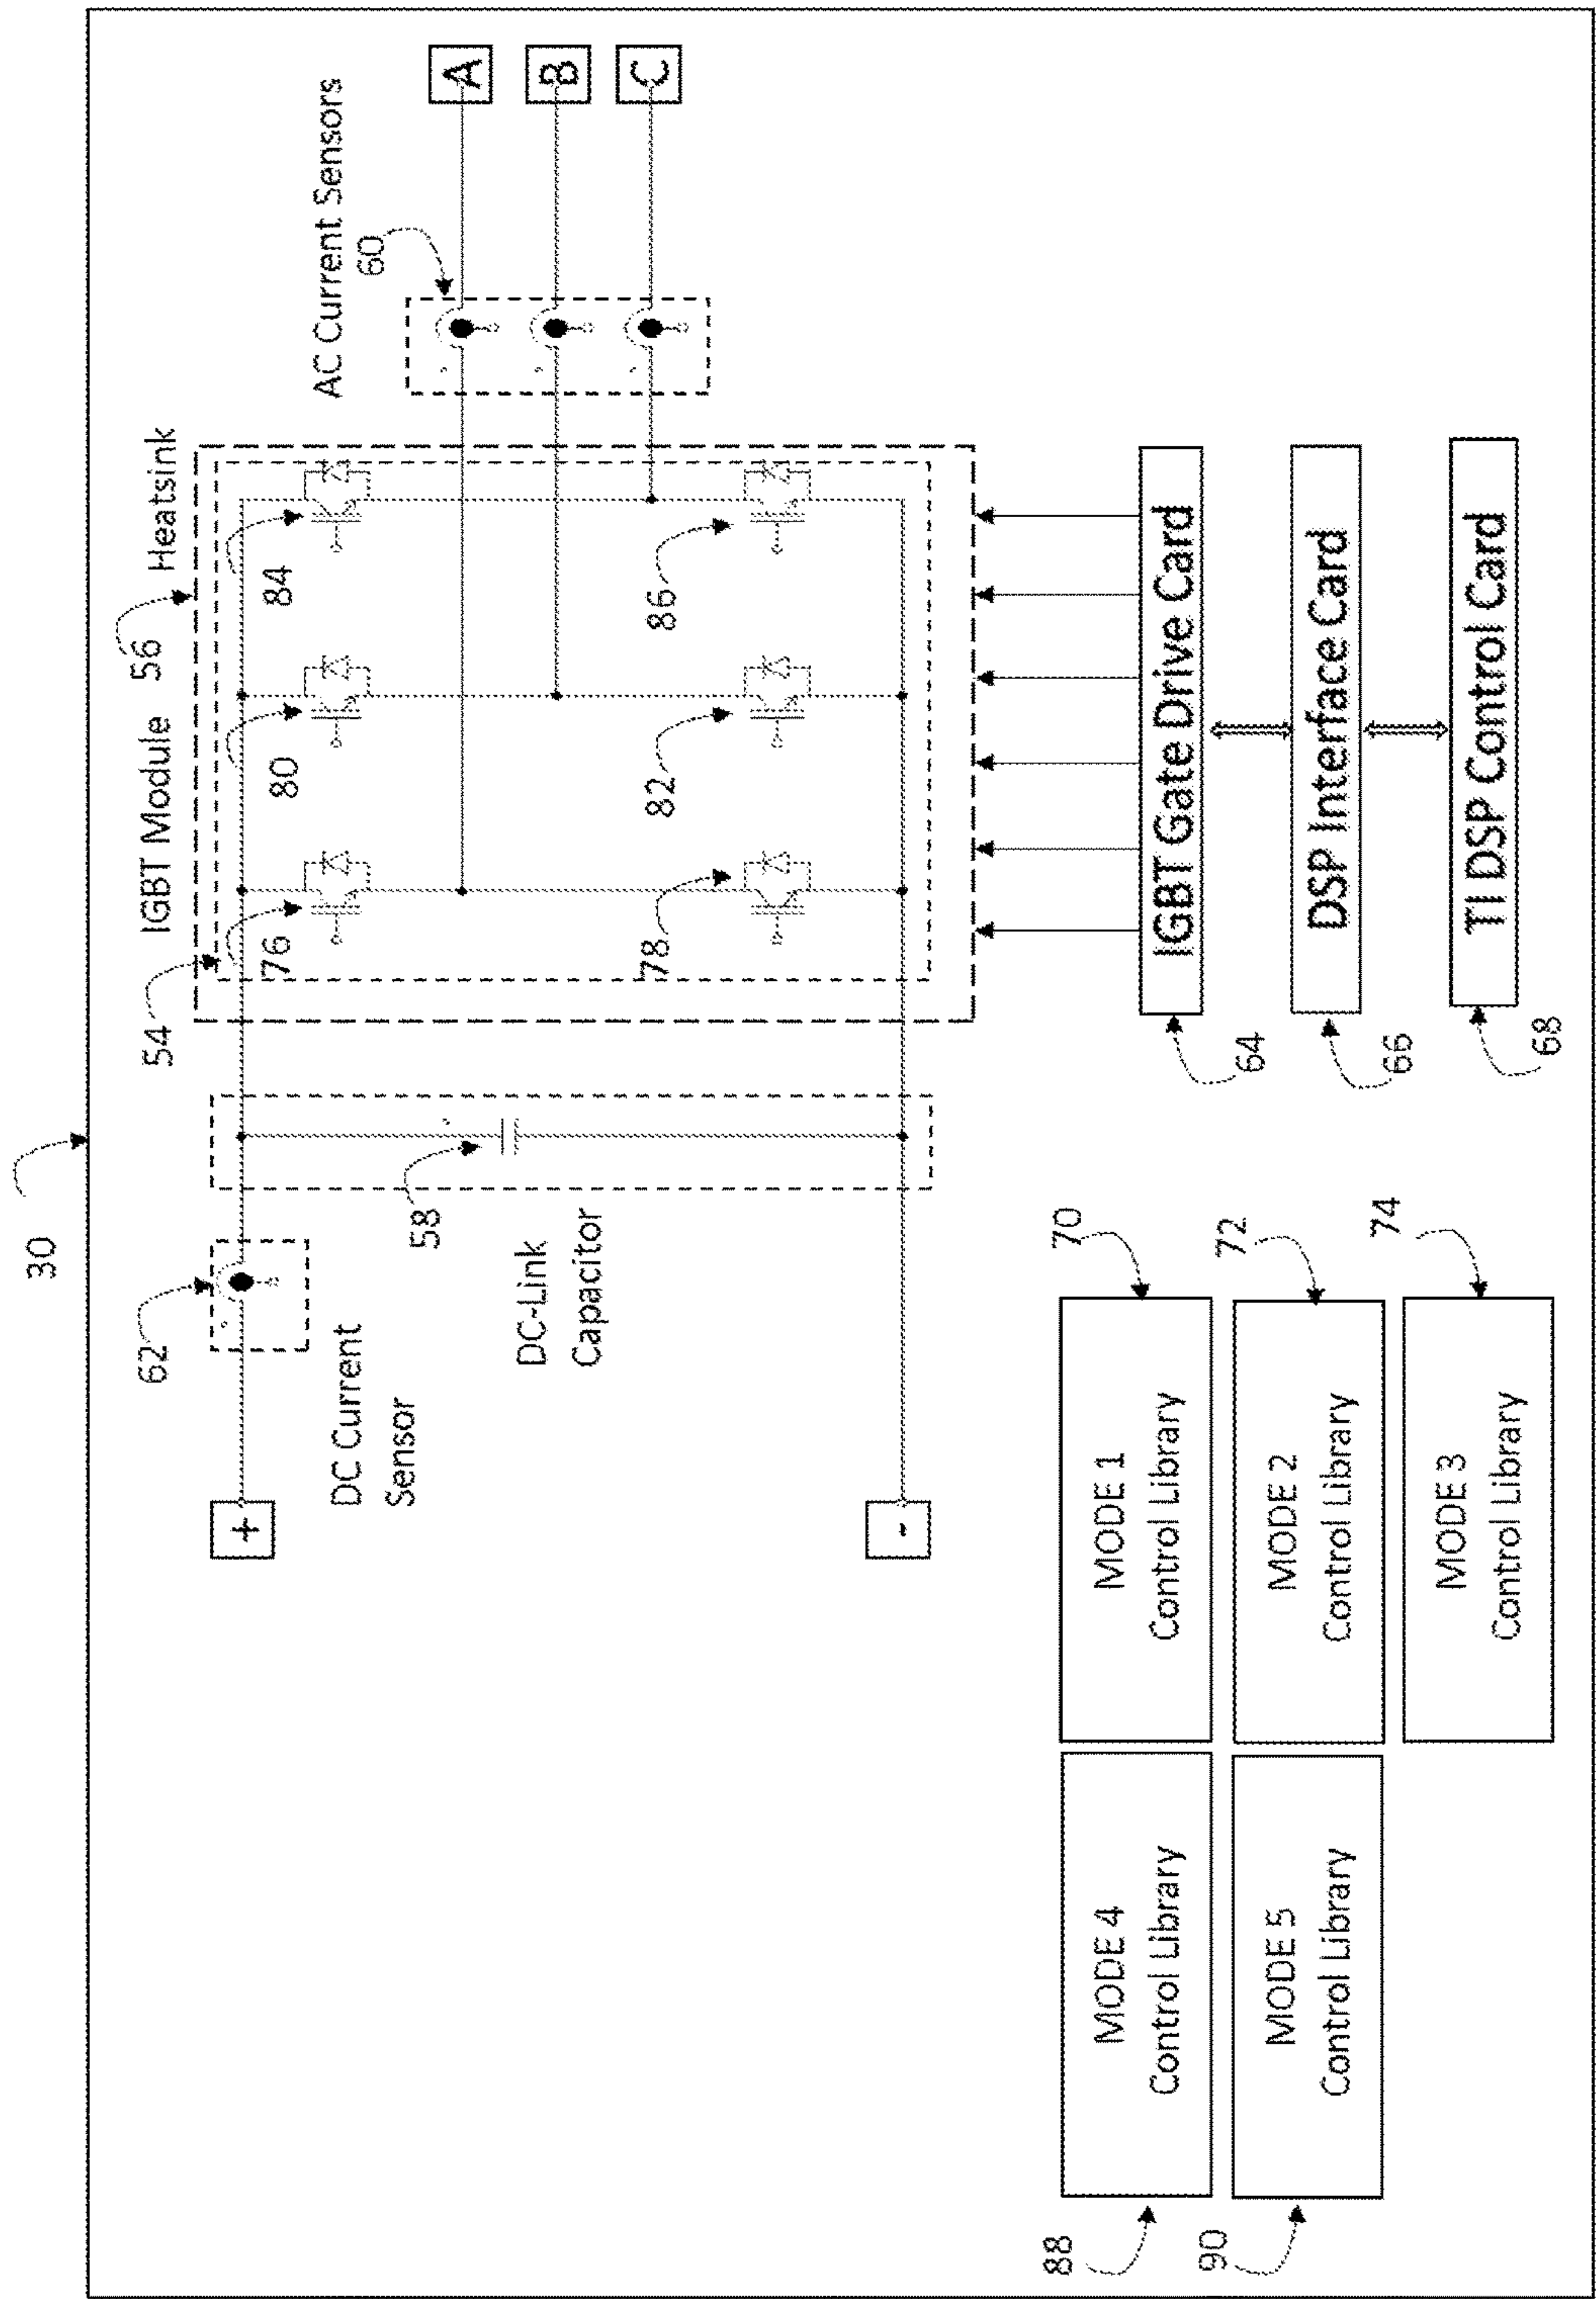 30
62
54
IGBT Module
56
Heatsink
AC Current Sensors
60
+
DC Current
Sensor
58
DC-Link
Capacitor
76
80
84
78
82
86
A
B
C
-
88
MODE 4
Control Library
MODE 1
Control Library
70
90
MODE 5
Control Library
MODE 2
Control Library
72
MODE 3
Control Library
74
64
IGBT Gate Drive Card
66
DSP Interface Card
68
TI DSP Control Card